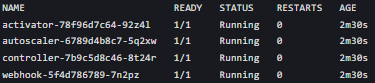 NAME READY STATUS RESTARTS AGE
activator-78f96d7c64-92z4l 1/1 Running 0 2m30s
autoscaler-6789d4b8c7-5q2xw 1/1 Running 0 2m30s
controller-7b9c5d8c46-8t24r 1/1 Running 0 2m30s
webhook-5f4d786789-7n2pz 1/1 Running 0 2m30s